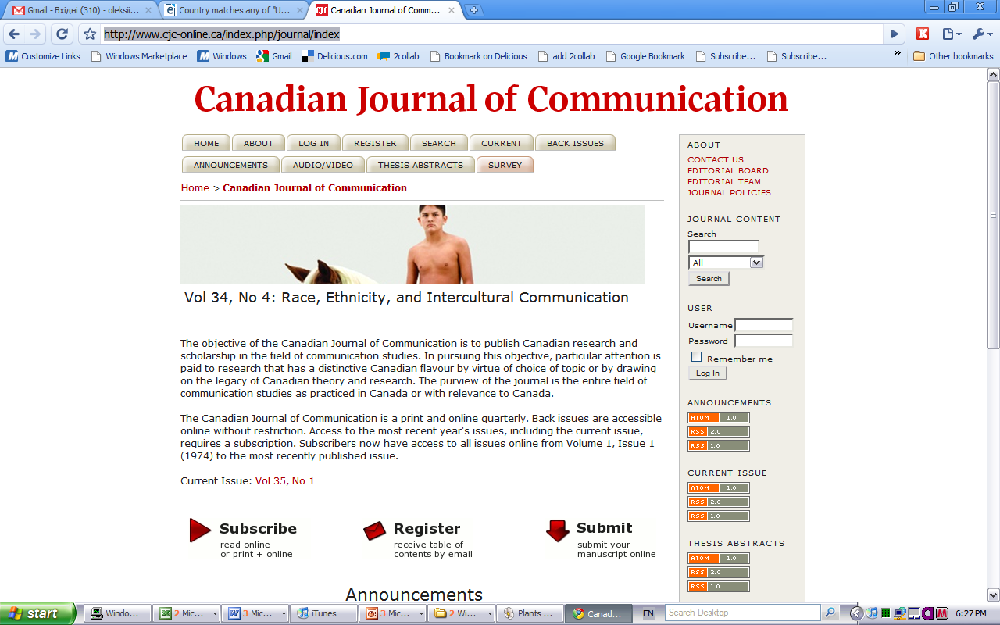 Gmail - Вхідні (310) - oleksii...
Country matches any of "U...
CJC
Canadian Journal of Comm...
http://www.cjc-online.ca/index.php/journal/index
Customize Links
Windows Marketplace
Windows
Gmail
Delicious.com
2collab
Bookmark on Delicious
add 2collab
Google Bookmark
Subscribe...
Subscribe...
»
Other bookmarks
Canadian Journal of Communication
HOME
ABOUT
LOG IN
REGISTER
SEARCH
CURRENT
BACK ISSUES
ANNOUNCEMENTS
AUDIO/VIDEO
THESIS ABSTRACTS
SURVEY
Home > Canadian Journal of Communication
Vol 34, No 4: Race, Ethnicity, and Intercultural Communication
The objective of the Canadian Journal of Communication is to publish Canadian research and
scholarship in the field of communication studies. In pursuing this objective, particular attention is
paid to research that has a distinctive Canadian flavour by virtue of choice of topic or by drawing
on the legacy of Canadian theory and research. The purview of the journal is the entire field of
communication studies as practiced in Canada or with relevance to Canada.
The Canadian Journal of Communication is a print and online quarterly. Back issues are accessible
online without restriction. Access to the most recent year's issues, including the current issue,
requires a subscription. Subscribers now have access to all issues online from Volume 1, Issue 1
(1974) to the most recently published issue.
Current Issue: Vol 35, No 1
Subscribe
read online
or print + online
Register
receive table of
contents by email
Submit
submit your
manuscript online
Announcements
ABOUT
CONTACT US
EDITORIAL BOARD
EDITORIAL TEAM
JOURNAL POLICIES
JOURNAL CONTENT
Search
All
Search
USER
Username
Password
Remember me
Log In
ANNOUNCEMENTS
ATOM 1.0
RSS 2.0
RSS 1.0
CURRENT ISSUE
ATOM 1.0
RSS 2.0
RSS 1.0
THESIS ABSTRACTS
ATOM 1.0
RSS 2.0
RSS 1.0
start
Windo...
2 Mic...
3 Mic...
iTunes
3 Mic...
2 Wi...
Plants ...
Canad...
EN
Search Desktop
6:27 PM